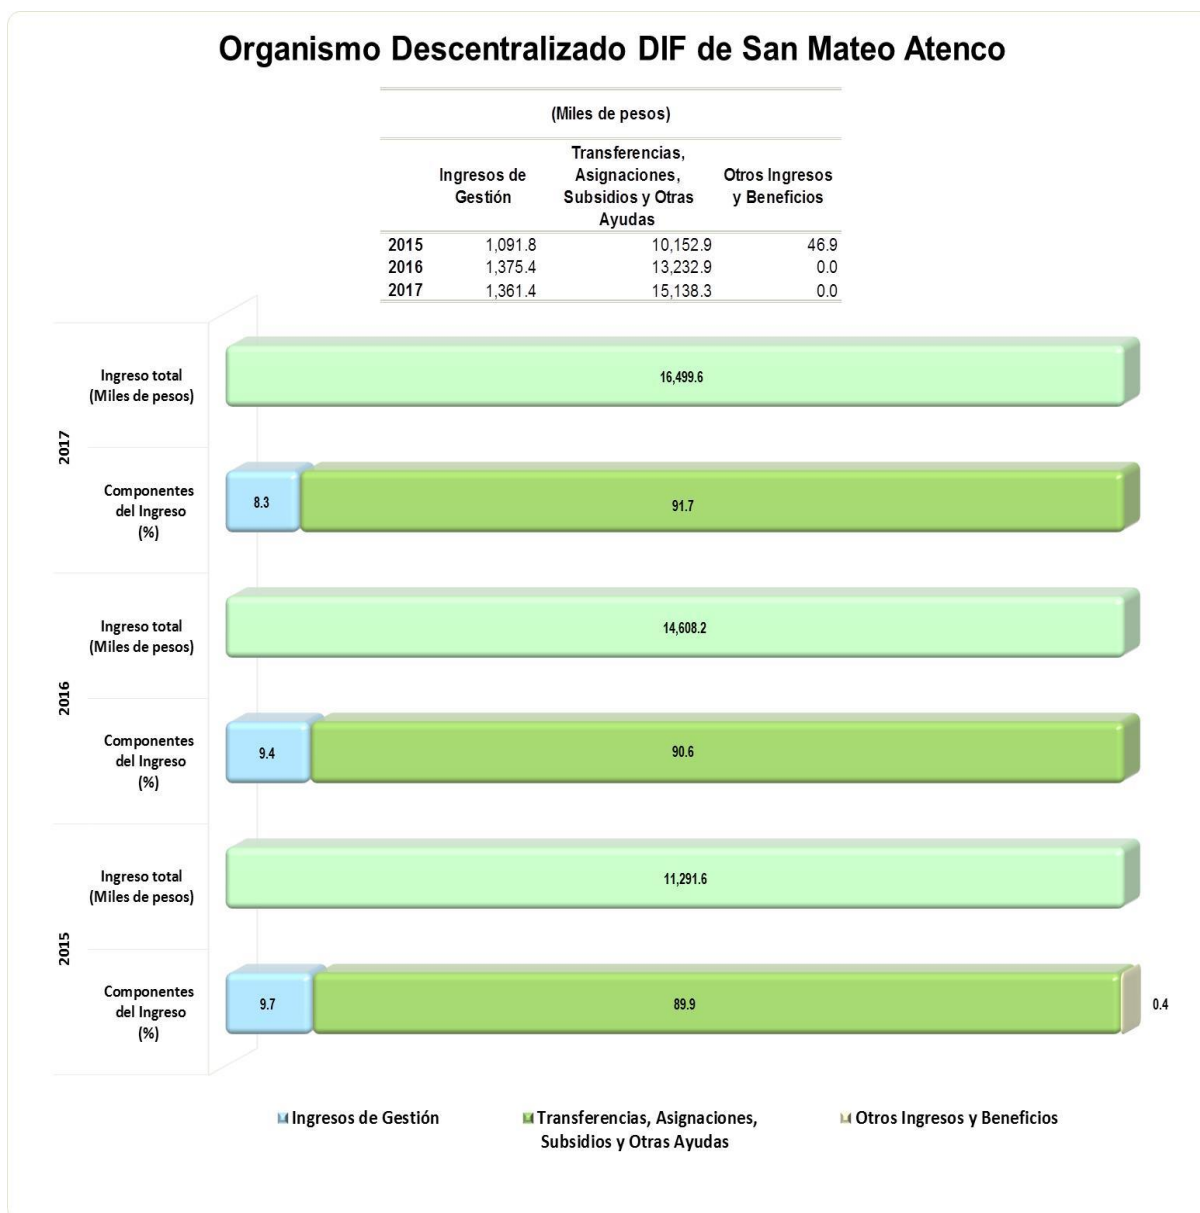 Organismo Descentralizado DIF de San Mateo Atenco
(Miles de pesos)
Ingresos de
Gestión
Transferencias,
Asignaciones,
Subsidios y Otras
Ayudas
Otros Ingresos
y Beneficios
2015 1,091.8 10,152.9 46.9
2016 1,375.4 13,232.9 0.0
2017 1,361.4 15,138.3 0.0
2017
Ingreso total
(Miles de pesos)
16,499.6
Componentes
del Ingreso
(%)
8.3 91.7
2016
Ingreso total
(Miles de pesos)
14,608.2
Componentes
del Ingreso
(%)
9.4 90.6
2015
Ingreso total
(Miles de pesos)
11,291.6
Componentes
del Ingreso
(%)
9.7 89.9 0.4
Ingresos de Gestión
Transferencias, Asignaciones,
Subsidios y Otras Ayudas
Otros Ingresos y Beneficios